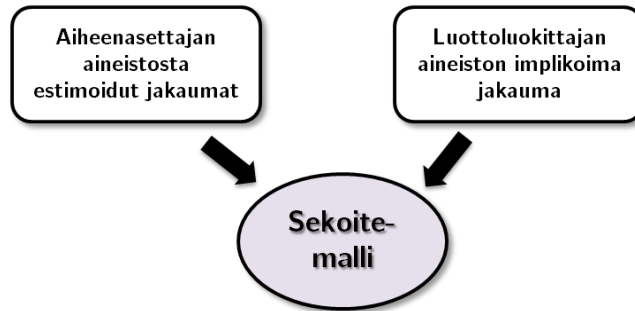 Aiheenasettajan
aineistosta
estimoidut jakaumat
Luottoluokittajan
aineiston implikoima
jakauma
Sekoite-
malli